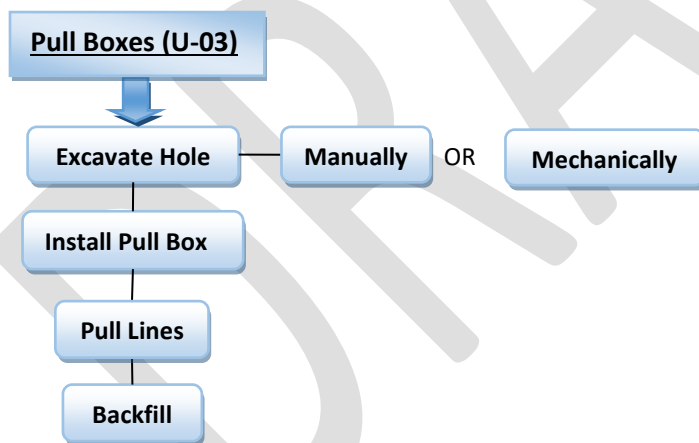 Pull Boxes (U-03)
Excavate Hole
Manually
OR
Mechanically
Install Pull Box
Pull Lines
Backfill